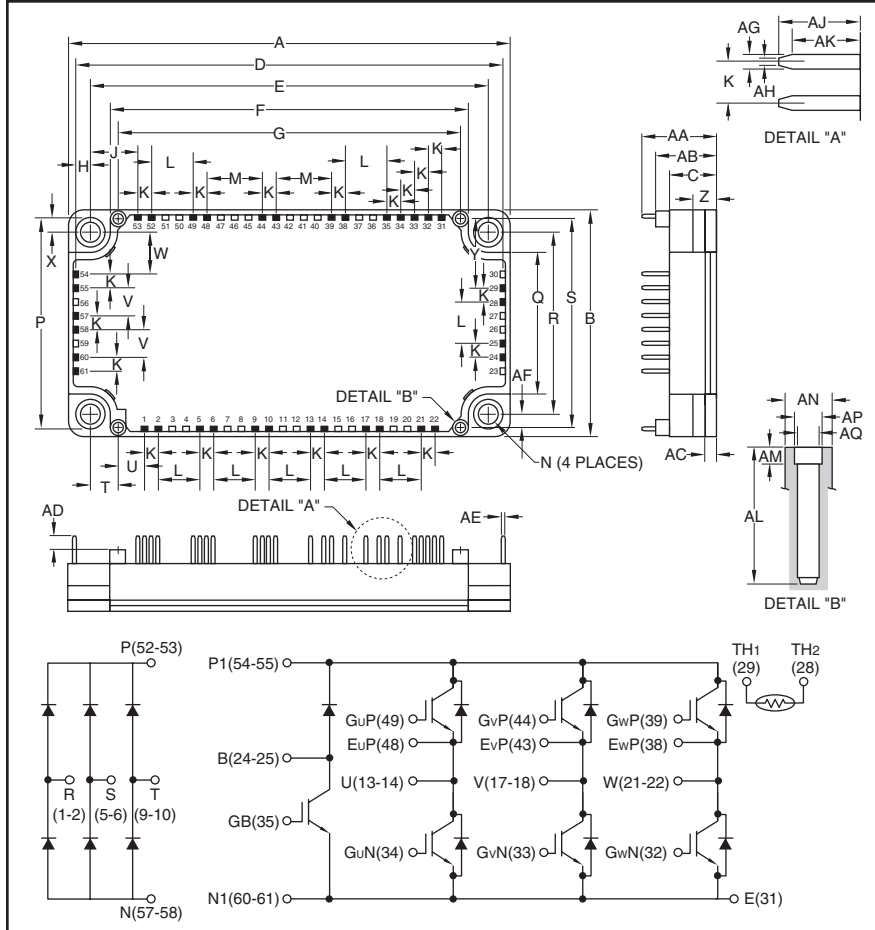 A
D
E
F
G
H
J
L
K
M
M
L
K
K
K
K
K
K
K
K
53 52 51 50 49 48 47 46 45 44 43 42 41 40 39 38 37 36 35 34 33 32 31
X
W
Y
P
54
55
56
57
58
59
60
61
K
V
K
V
K
30
29
28
27
26
25
24
23
K
L
K
Q
R
S
B
AF
DETAIL "B"
1 2 3 4 5 6 7 8 9 10 11 12 13 14 15 16 17 18 19 20 21 22
K K K K K K
U
L L L L L
T
N (4 PLACES)
AG
AJ
AK
K
AH
DETAIL "A"
AA
AB
C
Z
AC
AN
AP
AQ
AM
AL
DETAIL "B"
AD
DETAIL "A"
AE
P(52-53)
R
S
T
(1-2)
(5-6)
(9-10)
N(57-58)
P1(54-55)
B(24-25)
GB(35)
N1(60-61)
GUP(49)
EUP(48)
U(13-14)
GUN(34)
GVP(44)
EVP(43)
V(17-18)
GVN(33)
GWP(39)
EWP(38)
W(21-22)
GWN(32)
E(31)
TH1
(29)
TH2
(28)